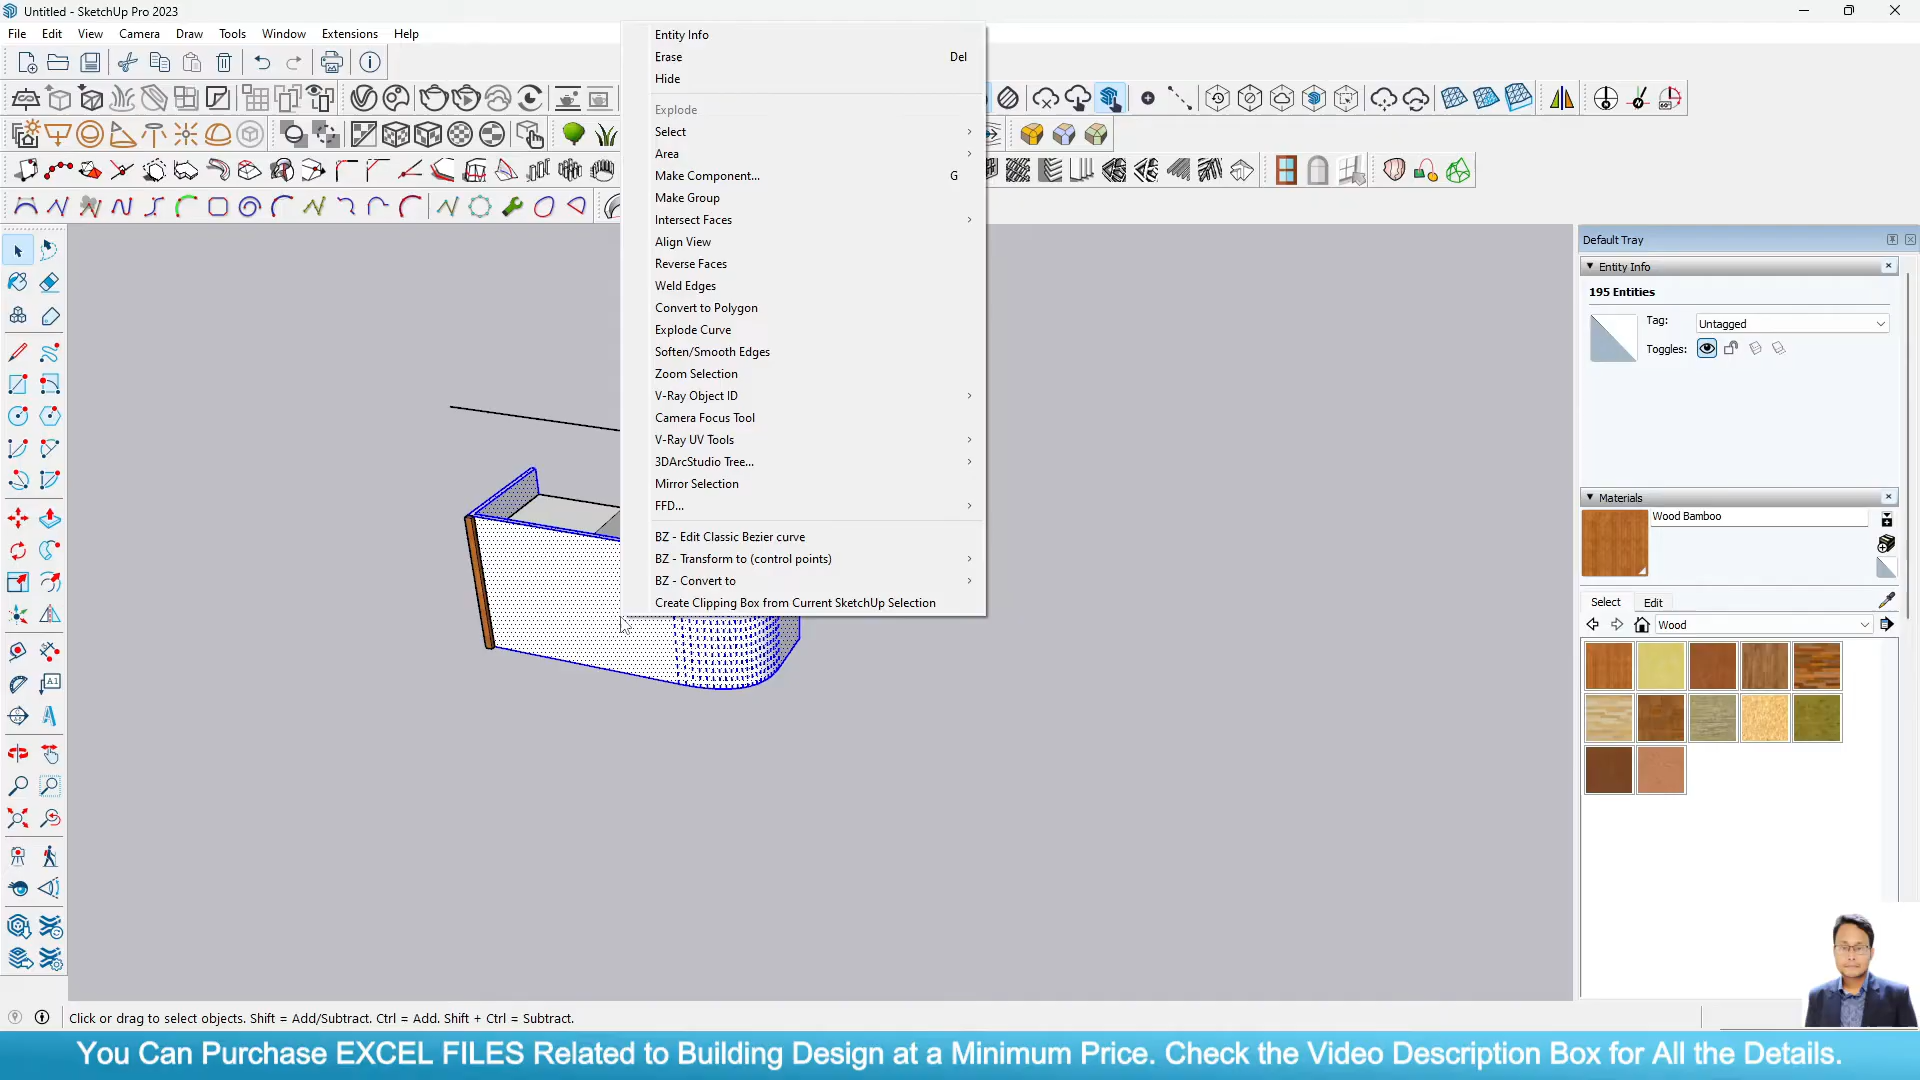 Untitled - SketchUp Pro 2023
File Edit View Camera Draw Tools Window Extensions Help
Entity Info
Erase Del
Hide
Explode
Select
Area
Make Component... G
Make Group
Intersect Faces
Align View
Reverse Faces
Weld Edges
Convert to Polygon
Explode Curve
Soften/Smooth Edges
Zoom Selection
V-Ray Object ID
Camera Focus Tool
V-Ray UV Tools
3DArcStudio Tree...
Mirror Selection
FFD...
BZ - Edit Classic Bezier curve
BZ - Transform to (control points)
BZ - Convert to
Create Clipping Box from Current SketchUp Selection
Default Tray
Entity Info
195 Entities
Tag: Untagged
Toggles:
Materials
Wood Bamboo
Select Edit
Wood
Click or drag to select objects. Shift = Add/Subtract. Ctrl = Add. Shift + Ctrl = Subtract.
You Can Purchase EXCEL FILES Related to Building Design at a Minimum Price. Check the Video Description Box for All the Details.